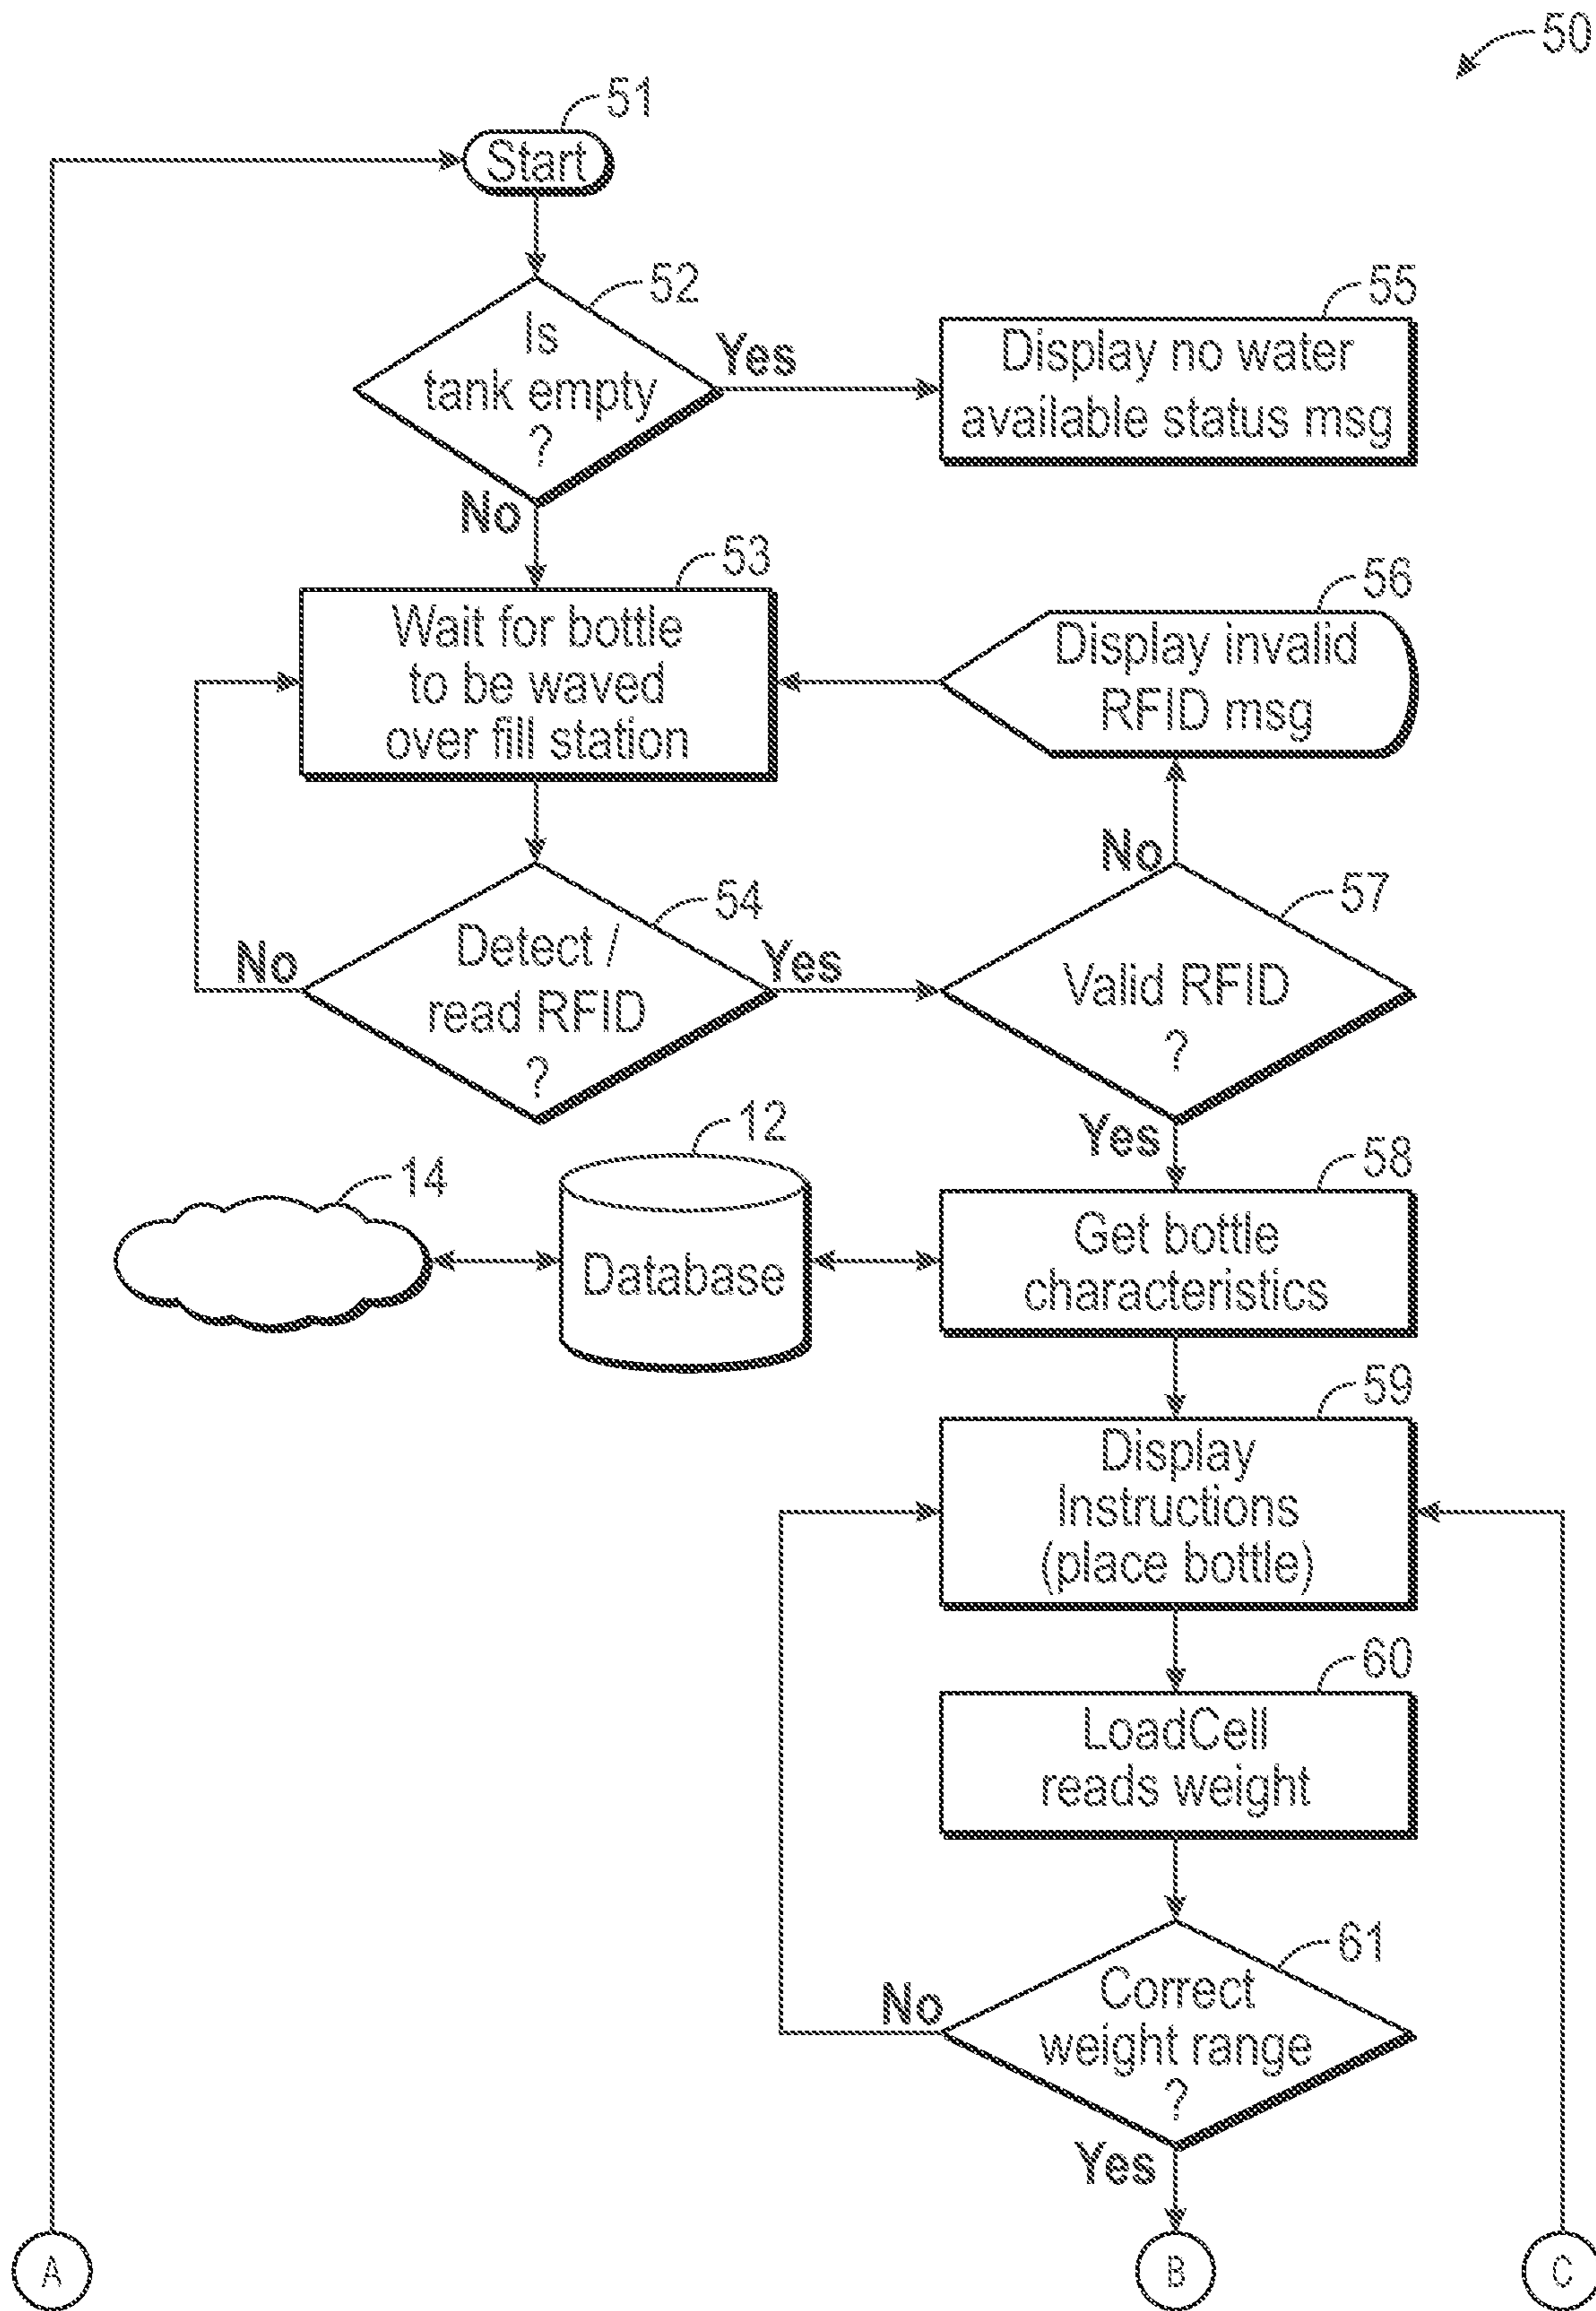 50
51
Start
52
Is
tank empty
?
Yes
No
55
Display no water
available status msg
53
Wait for bottle
to be waved
over fill station
56
Display invalid
RFID msg
54
Detect /
read RFID
?
No
Yes
57
Valid RFID
?
No
Yes
14
12
Database
58
Get bottle
characteristics
59
Display
Instructions
(place bottle)
60
LoadCell
reads weight
61
Correct
weight range
?
No
Yes
A
B
C